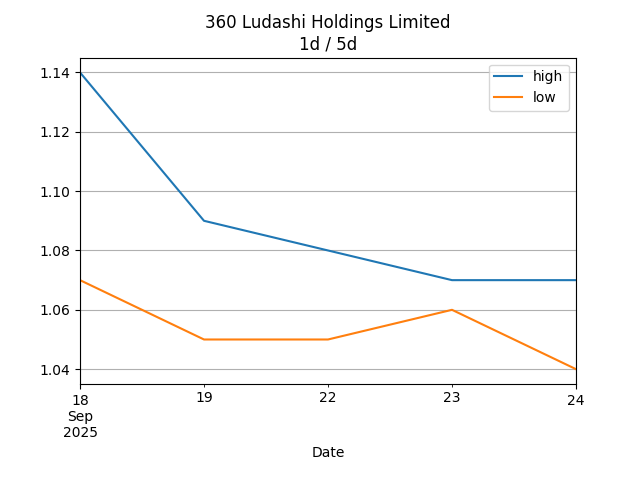 360 Ludashi Holdings Limited
1d / 5d
high
low
1.14
1.12
1.10
1.08
1.06
1.04
18 19 22 23 24
Sep
2025
Date